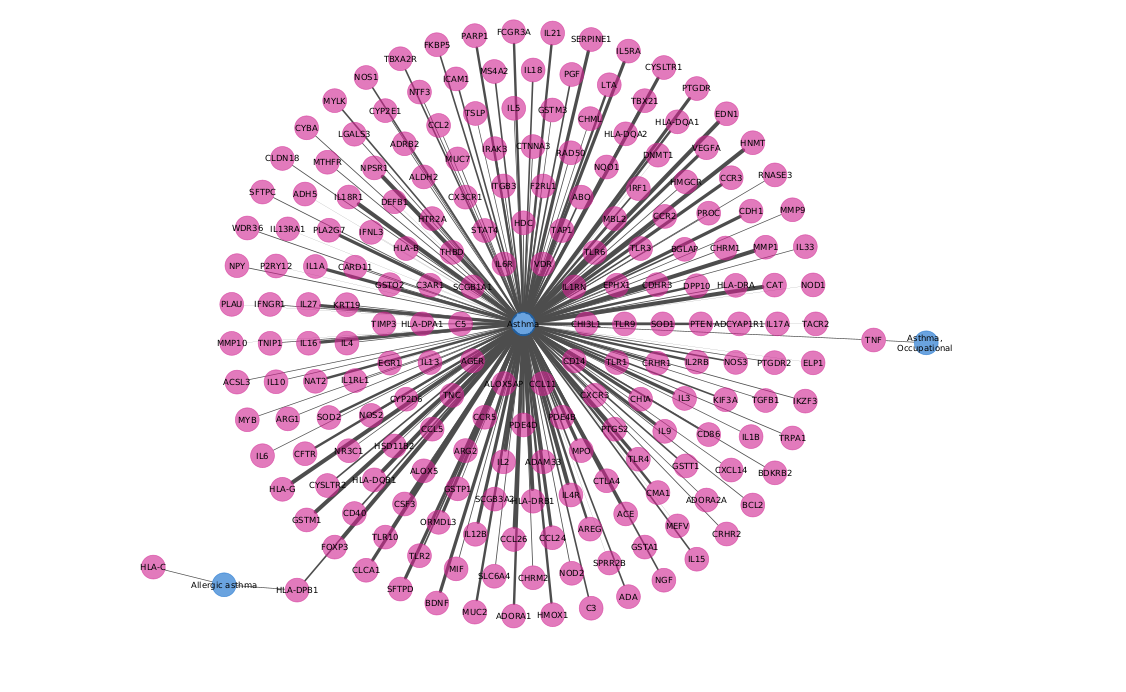 FCGR3A
IL21
PARP1
SERPINE1
FKBP5
IL5RA
TBXA2R
CYSLTR1
MS4A2
IL18
PGF
NOS1
ICAM1
LTA
PTGDR
NTF3
TBX21
MYLK
CYP2E1
TSLP
IL5
GSTM3
CHML
HLA-DQA1
EDN1
CYBA
LGALS3
CCL2
HLA-DQA2
HNMT
ADRB2
IRAK3
CTNNA3
RAD50
DNMT1
VEGFA
CLDN18
MTHFR
NPSR1
MUC7
NQO1
HMGCR
CCR3
RNASE3
SFTPC
ADH5
IL18R1
ALDH2
ITGB3
F2RL1
ABO
IRF1
DEFB1
CX3CR1
CCR2
PROC
CDH1
MMP9
WDR36
IL13RA1
PLA2G7
IFNL3
HTR2A
STAT4
HDC
TAP1
MBL2
TLR3
BGLAP
CHRM1
MMP1
IL33
HLA-B
THBD
TLR6
NPY
P2RY12
IL1A
CARD11
IL6R
VDR
GSTO2
C3AR1
SCGB1A1
IL1RN
EPHX1
CDHR3
DPP10
HLA-DRA
CAT
NOD1
PLAU
IFNGR1
IL27
KRT19
TIMP3
HLA-DPA1
C5
Asthma
CHI3L1
TLR9
SOD1
PTEN
ADCYAP1R1
IL17A
TACR2
TNF
Asthma,
Occupational
MMP10
TNIP1
IL16
IL4
EGR1
IL13
AGER
CD14
TLR1
CRHR1
IL2RB
NOS3
PTGDR2
ELP1
ACSL3
IL10
NAT2
IL1RL1
ALOX5AP
CCL11
CYP2D6
TNC
CXCR3
CHIA
IL3
KIF3A
TGFB1
IKZF3
MYB
ARG1
SOD2
NOS2
CCR5
PDE4D
PDE4B
CCL5
PTGS2
IL9
CD86
IL1B
TRPA1
IL6
CFTR
NR3C1
HSD11B2
ARG2
IL2
ADAM33
MPO
TLR4
GSTT1
CXCL14
BDKRB2
HLA-G
CYSLTR2
HLA-DQB1
ALOX5
GSTP1
SCGB3A2
HLA-DRB1
IL4R
CTLA4
CMA1
ADORA2A
BCL2
GSTM1
CD40
CSF3
ORMDL3
ACE
MEFV
CRHR2
FOXP3
TLR10
IL12B
CCL26
CCL24
AREG
GSTA1
IL15
CLCA1
TLR2
MIF
SLC6A4
CHRM2
NOD2
SPRR2B
NGF
HLA-C
Allergic asthma
HLA-DPB1
SFTPD
BDNF
MUC2
ADORA1
HMOX1
C3
ADA